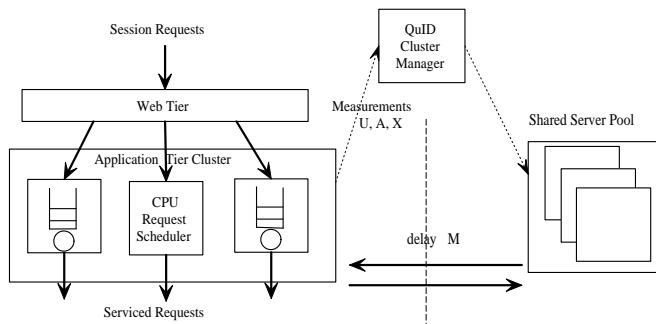 Session Requests
QuID
Cluster
Manager
Web Tier
Measurements
U, A, X
Shared Server Pool
Application Tier Cluster
CPU
Request
Scheduler
delay M
Serviced Requests